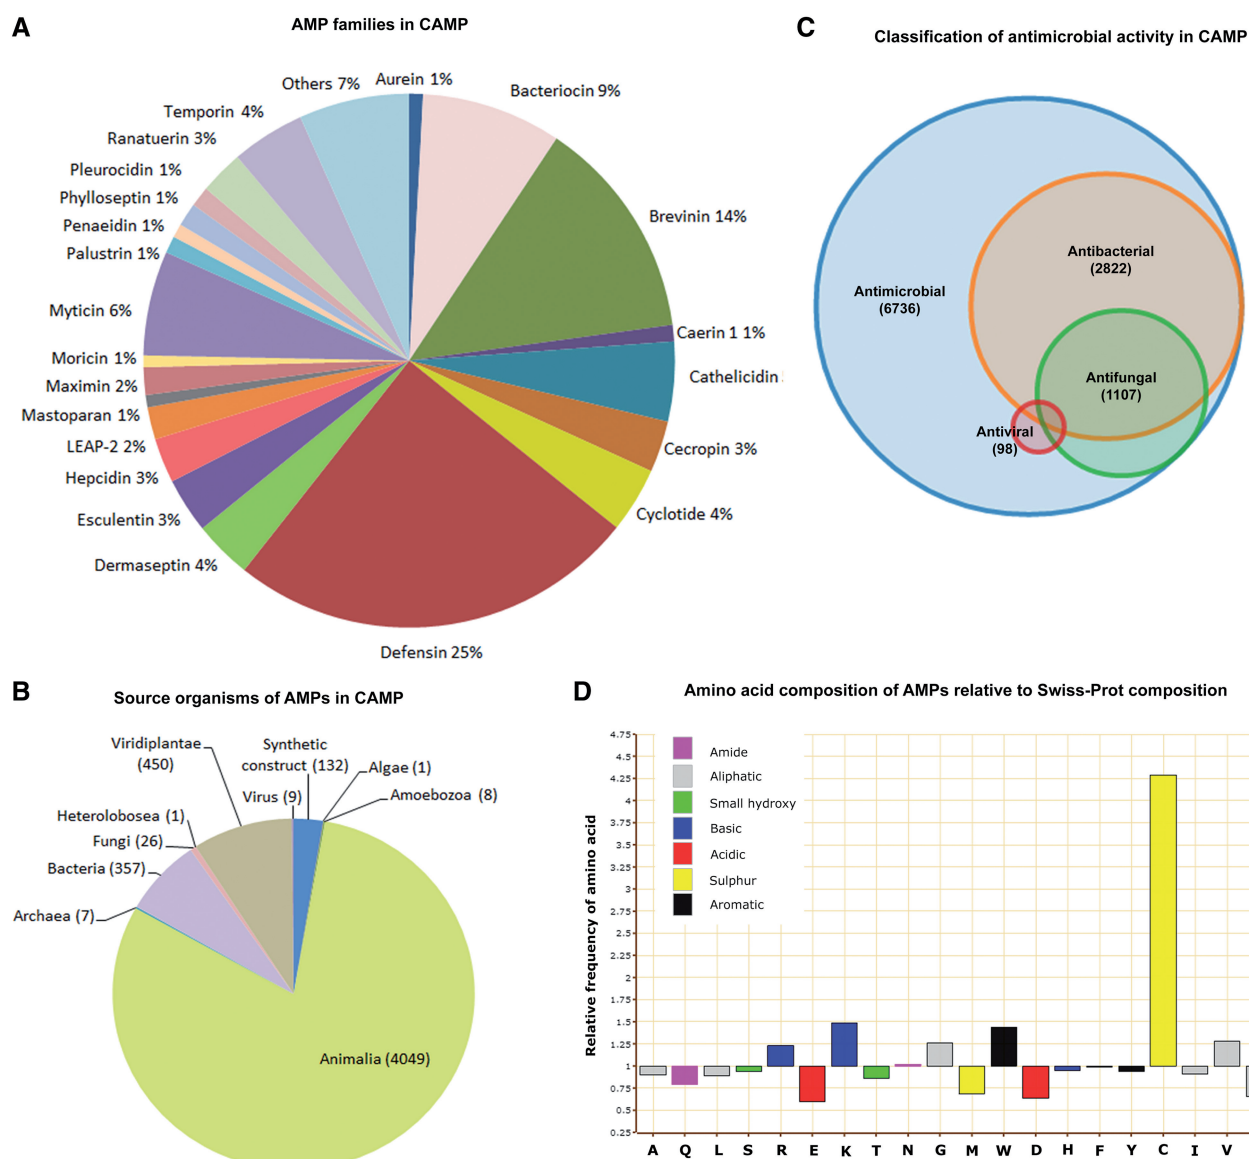 A
AMP families in CAMP
Others 7%
Aurein 1%
Bacteriocin 9%
Temporin 4%
Ranatuerin 3%
Pleurocidin 1%
Phylloseptin 1%
Penaeidin 1%
Palustrin 1%
Myticin 6%
Moricin 1%
Maximin 2%
Mastoparan 1%
LEAP-2 2%
Hepcidin 3%
Esculentin 3%
Dermaseptin 4%
Defensin 25%
Brevinin 14%
Caerin 1 1%
Cathelicidin
Cecropin 3%
Cyclotide 4%
C
Classification of antimicrobial activity in CAMP
Antimicrobial
(6736)
Antibacterial
(2822)
Antifungal
(1107)
Antiviral
(98)
B
Source organisms of AMPs in CAMP
Viridiplantae
(450)
Synthetic
construct (132)
Virus (9)
Algae (1)
Amoebozoa (8)
Heterolobosea (1)
Fungi (26)
Bacteria (357)
Archaea (7)
Animalia (4049)
D
Amino acid composition of AMPs relative to Swiss-Prot composition
Relative frequency of amino acid
4.75
4.5
4.25
4
3.75
3.5
3.25
3
2.75
2.5
2.25
2
1.75
1.5
1.25
1
0.75
0.5
0.25
Amide
Aliphatic
Small hydroxy
Basic
Acidic
Sulphur
Aromatic
A Q L S R E K T N G M W D H F Y C I V